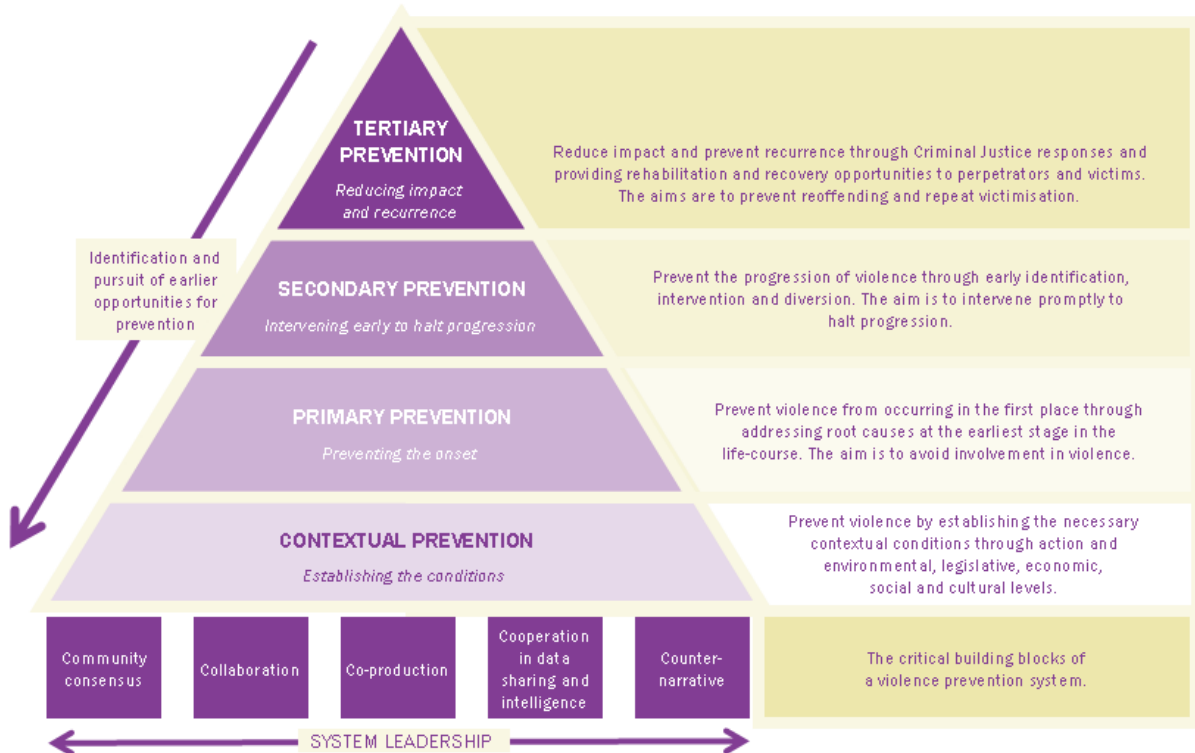 TERTIARY
PREVENTION
Reducing impact
and recurrence
Reduce impact and prevent recurrence through Criminal Justice responses and
providing rehabilitation and recovery opportunities to perpetrators and victims.
The aims are to prevent reoffending and repeat victimisation.
Identification and
pursuit of earlier
opportunities for
prevention
SECONDARY PREVENTION
Intervening early to halt progression
Prevent the progression of violence through early identification,
intervention and diversion. The aim is to intervene promptly to
halt progression.
PRIMARY PREVENTION
Preventing the onset
Prevent violence from occurring in the first place through
addressing root causes at the earliest stage in the
life-course. The aim is to avoid involvement in violence.
CONTEXTUAL PREVENTION
Establishing the conditions
Prevent violence by establishing the necessary
contextual conditions through action and
environmental, legislative, economic,
social and cultural levels.
Community
consensus
Collaboration
Co-production
Cooperation
in data
sharing and
intelligence
Counter-
narrative
The critical building blocks of
a violence prevention system.
SYSTEM LEADERSHIP